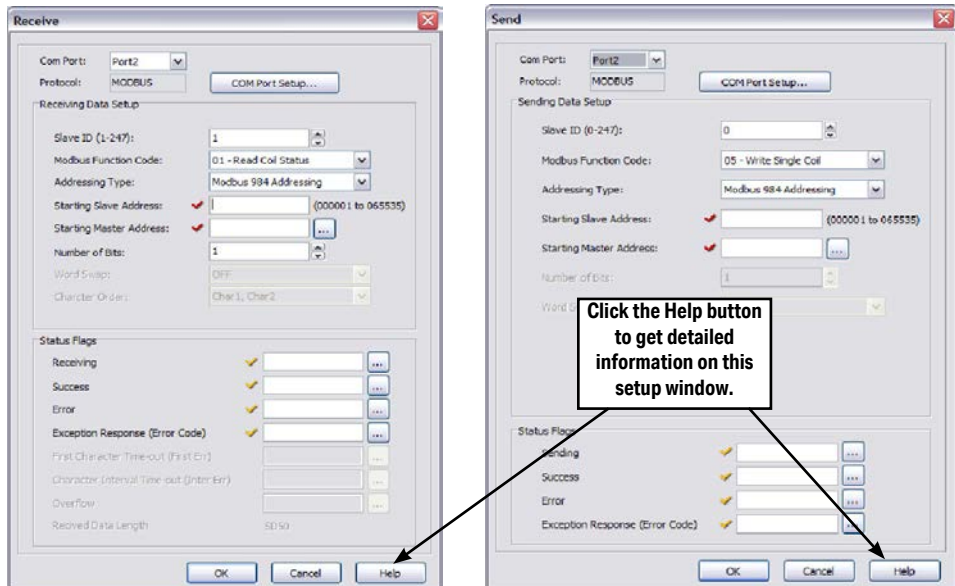 Receive
Com Port: Port2
Protocol: MODBUS COM Port Setup...
Receiving Data Setup
Slave ID (1-247): 1
Modbus Function Code: 01 - Read Coil Status
Addressing Type: Modbus 984 Addressing
Starting Slave Address: (000001 to 065535)
Starting Master Address: ...
Number of Bits: 1
Word Swap: OFF
Charcter Order: Char1, Char2
Status Flags
Receiving ...
Success ...
Error ...
Exception Response (Error Code) ...
First Character Time-out (First Err) ...
Character Interval Time-out (Inter Err) ...
Overflow ...
Recived Data Length SD50
OK Cancel Help
Send
Com Port: Port2
Protocol: MODBUS COM Port Setup...
Sending Data Setup
Slave ID (0-247): 0
Modbus Function Code: 05 - Write Single Coil
Addressing Type: Modbus 984 Addressing
Starting Slave Address: (000001 to 065535)
Starting Master Address: ...
Number of Bits: 1
Word
Click the Help button
to get detailed
information on this
setup window.
Status Flags
Sending ...
Success ...
Error ...
Exception Response (Error Code) ...
OK Cancel Help